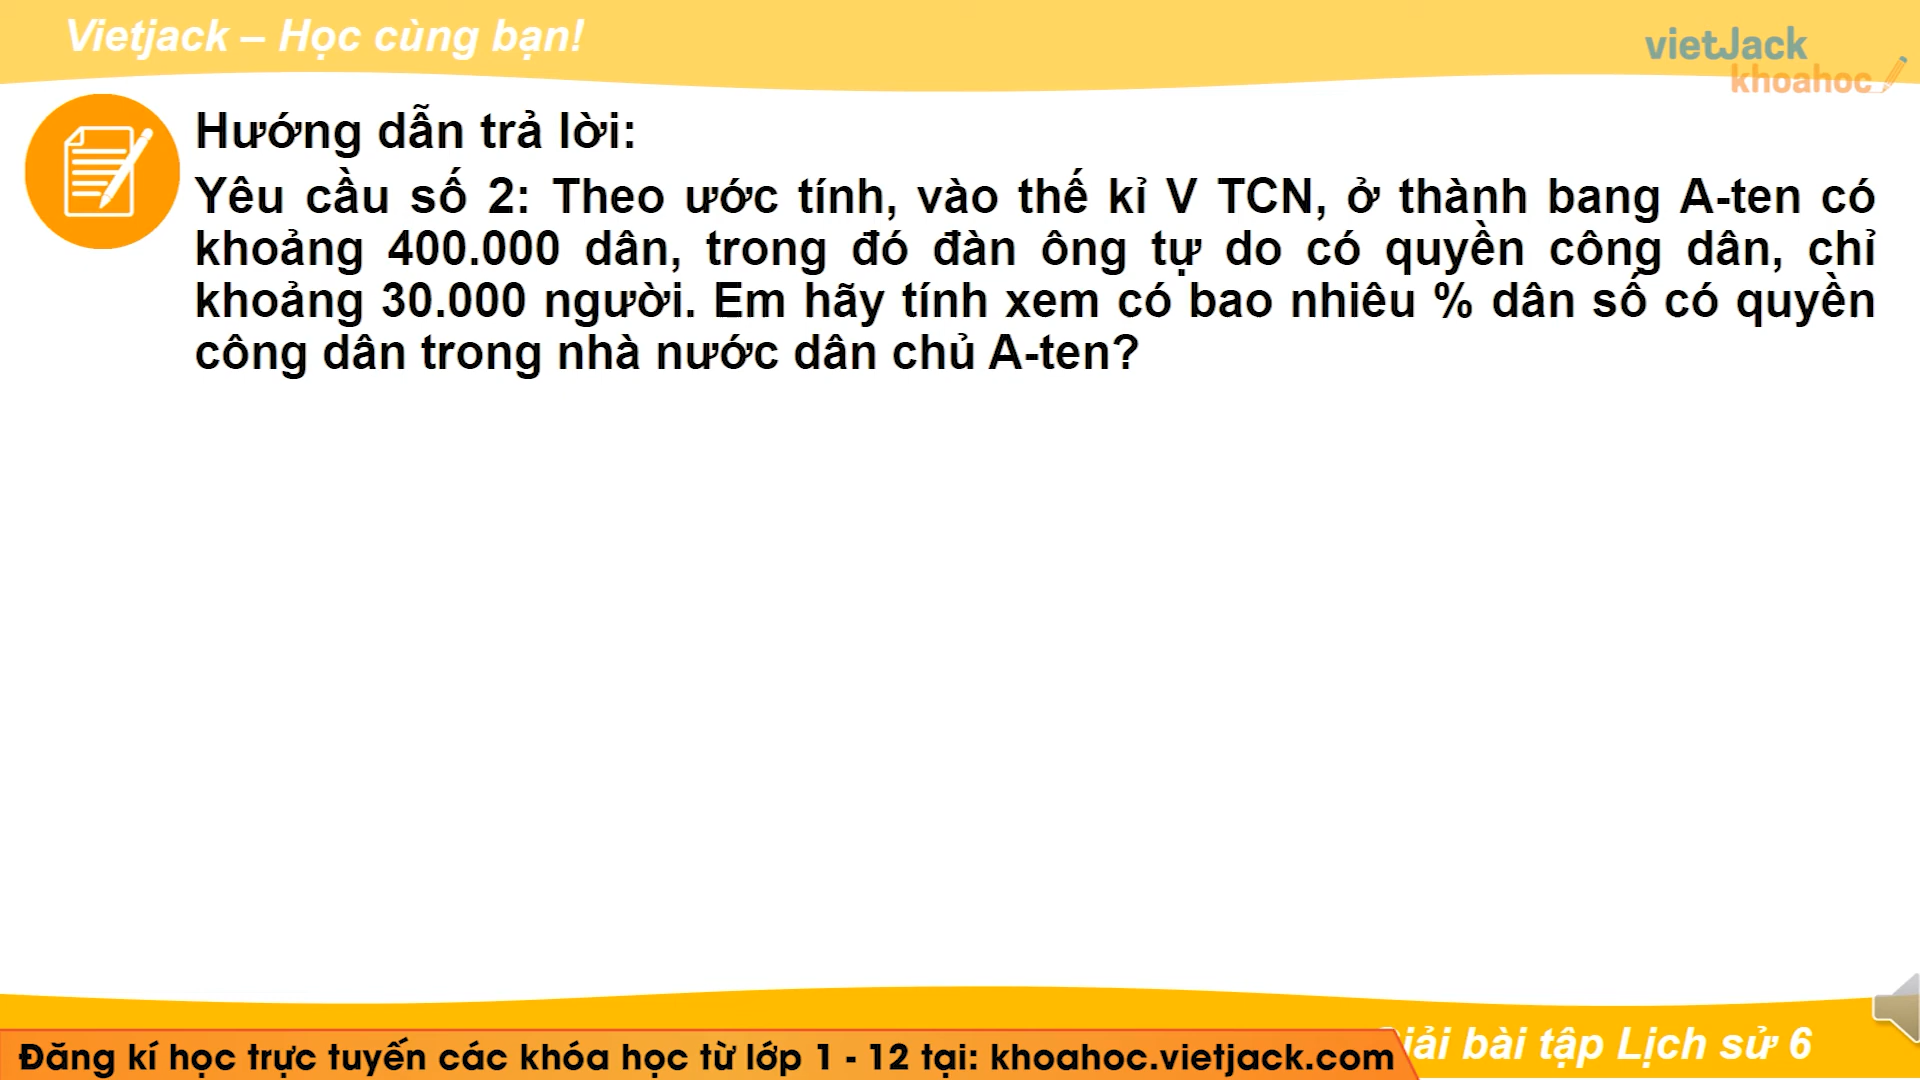 Vietjack – Học cùng bạn!
vietJack
khoahoc
Hướng dẫn trả lời:
Yêu cầu số 2: Theo ước tính, vào thế kỉ V TCN, ở thành bang A-ten có
khoảng 400.000 dân, trong đó đàn ông tự do có quyền công dân, chỉ
khoảng 30.000 người. Em hãy tính xem có bao nhiêu % dân số có quyền
công dân trong nhà nước dân chủ A-ten?
iải bài tập Lịch sử 6
Đăng kí học trực tuyến các khóa học từ lớp 1 - 12 tại: khoahoc.vietjack.com